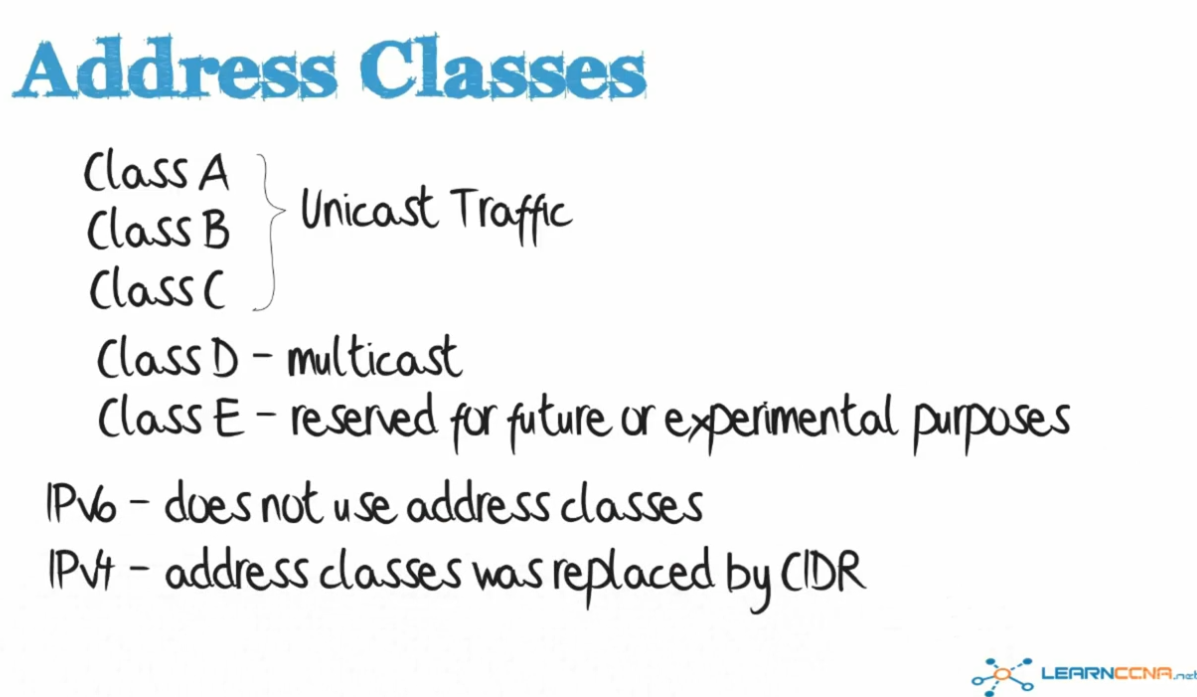 Address Classes
Class A
Class B
Class C
Unicast Traffic
Class D - multicast
Class E - reserved for future or experimental purposes
IPv6 - does not use address classes
IPv4 - address classes was replaced by CIDR
LEARNCCNA.net